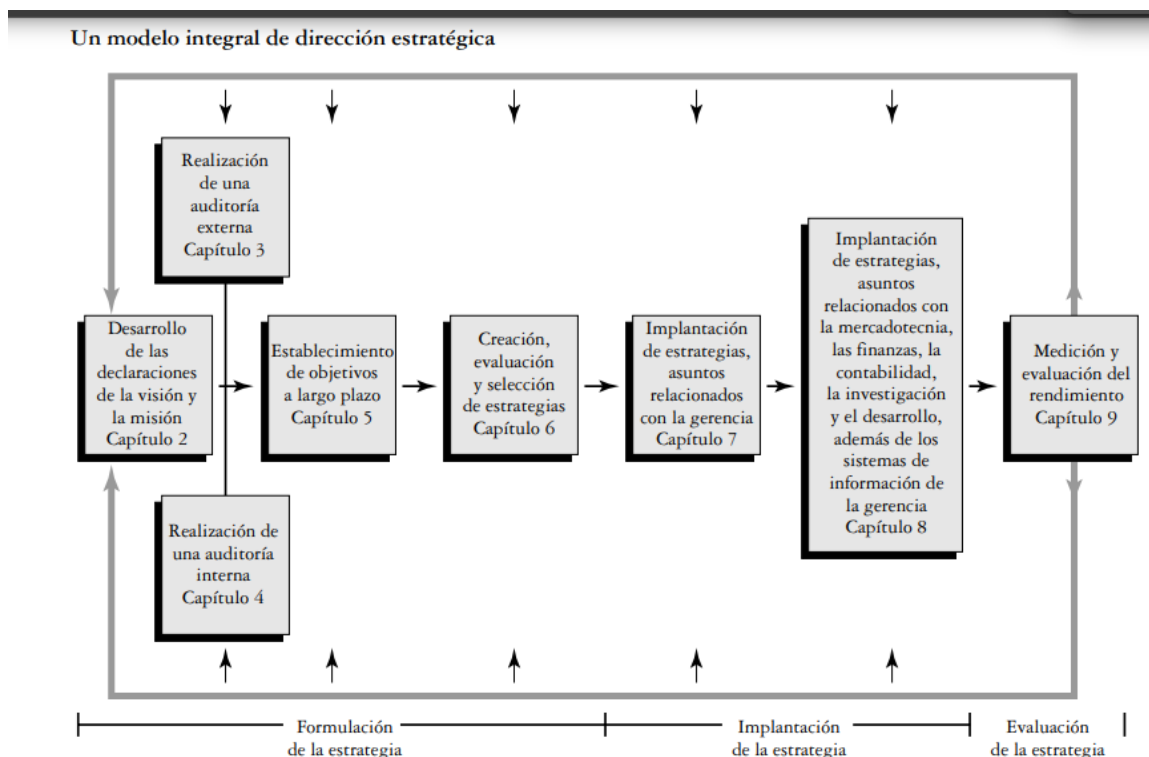 Un modelo integral de dirección estratégica
Realización
de una
auditoría
externa
Capítulo 3
Desarrollo
de las
declaraciones
de la visión y
la misión
Capítulo 2
Realización de
una auditoría
interna
Capítulo 4
Establecimiento
de objetivos
a largo plazo
Capítulo 5
Creación,
evaluación
y selección
de estrategias
Capítulo 6
Implantación
de estrategias,
asuntos
relacionados
con la gerencia
Capítulo 7
Implantación
de estrategias,
asuntos
relacionados con
la mercadotecnia,
las finanzas, la
contabilidad,
la investigación
y el desarrollo,
además de los
sistemas de
información de
la gerencia
Capítulo 8
Medición y
evaluación del
rendimiento
Capítulo 9
Formulación
de la estrategia
Implantación
de la estrategia
Evaluación
de la estrategia